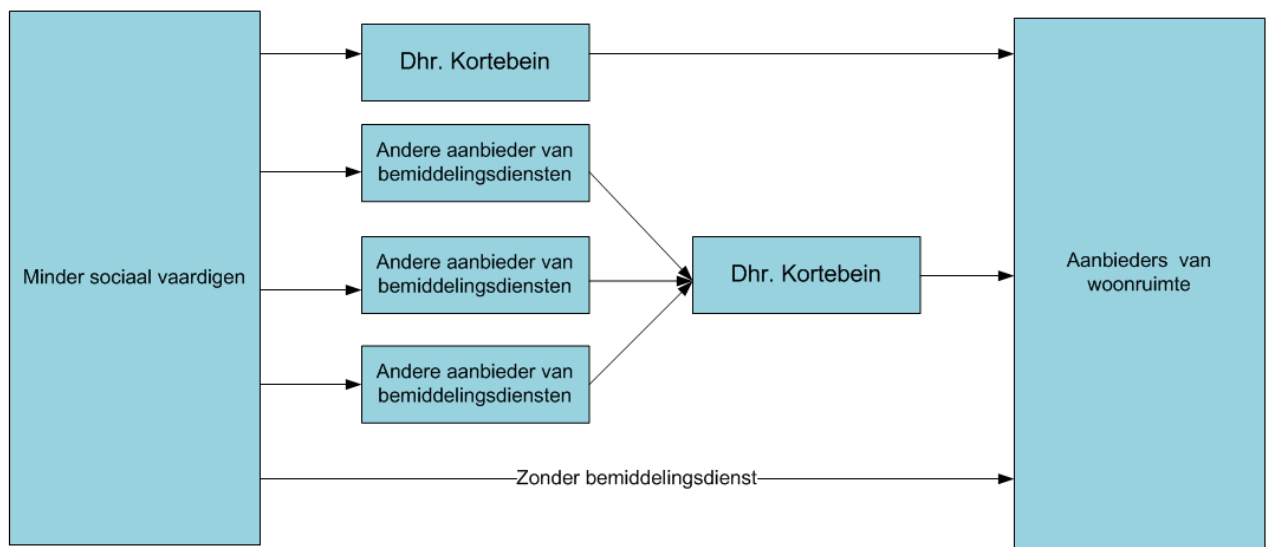 Minder sociaal vaardigen
Dhr. Kortebein
Andere aanbieder van
bemiddelingsdiensten
Andere aanbieder van
bemiddelingsdiensten
Andere aanbieder van
bemiddelingsdiensten
Dhr. Kortebein
Zonder bemiddelingsdienst
Aanbieders van
woonruimte